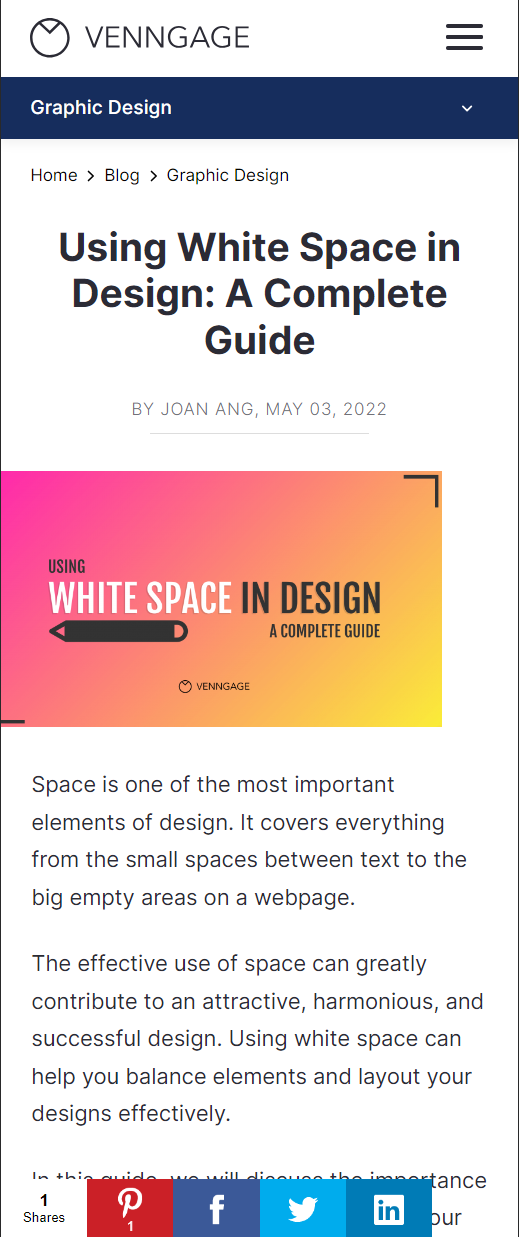 VENNGAGE
Graphic Design
Home > Blog > Graphic Design
Using White Space in
Design: A Complete
Guide
BY JOAN ANG, MAY 03, 2022
USING
WHITE SPACE IN DESIGN
A COMPLETE GUIDE
VENNGAGE
Space is one of the most important
elements of design. It covers everything
from the small spaces between text to the
big empty areas on a webpage.
The effective use of space can greatly
contribute to an attractive, harmonious, and
successful design. Using white space can
help you balance elements and layout your
designs effectively.
In this guide, we will discuss the importance
our
1
Shares
1